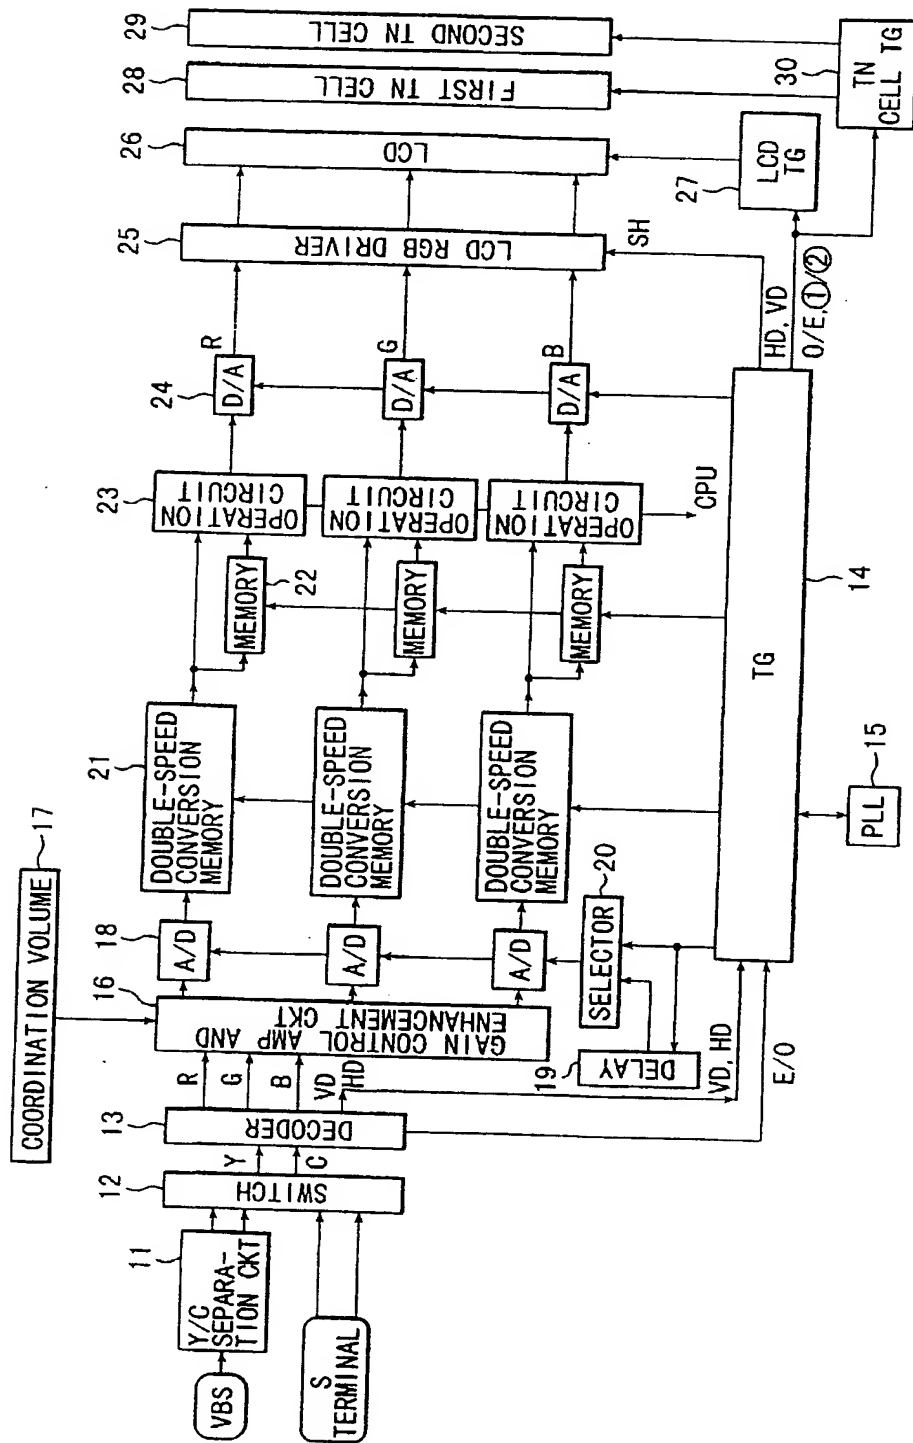 COORDINATION VOLUME
17
VBS
S
TERMINAL
11
Y/C
SEPARA-
TION CKT
12
SWITCH
Y
C
13
DECODER
R
G
B
VD
HD
16
GAIN CONTROL AMP AND
ENHANCEMENT CKT
18
A/D
A/D
A/D
19
DELAY
20
SELECTOR
VD, HD
E/O
21
DOUBLE-SPEED
CONVERSION
MEMORY
DOUBLE-SPEED
CONVERSION
MEMORY
DOUBLE-SPEED
CONVERSION
MEMORY
22
MEMORY
MEMORY
MEMORY
23
OPERATION
CIRCUIT
OPERATION
CIRCUIT
OPERATION
CIRCUIT
CPU
24
D/A
D/A
D/A
R
G
B
TG
14
PLL
15
25
LCD RGB DRIVER
SH
HD, VD
O/E, ①/②
26
LCD
27
LCD
TG
28
FIRST TN CELL
29
SECOND TN CELL
30
TN
CELL TG